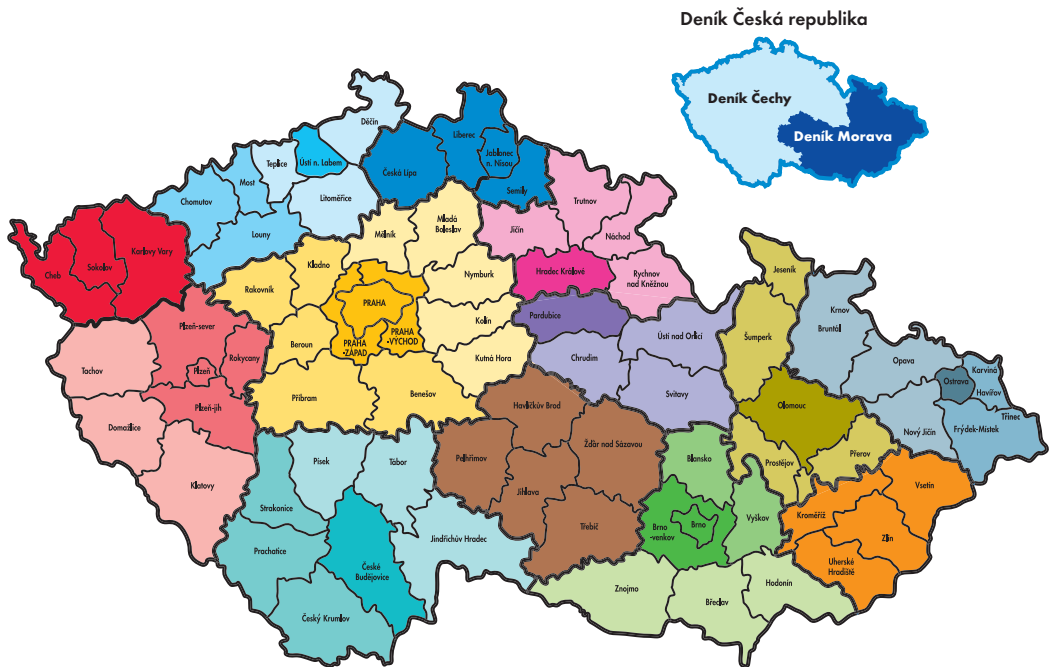 Deník Česká republika
Deník Čechy
Deník Morava
Děčín
Liberec
Jablonec
n. Nisou
Ústí n. Labem
Teplice
Česká Lípa
Semily
Most
Chomutov
Litoměřice
Trutnov
Louny
Mělník
Mladá
Boleslav
Jičín
Náchod
Karlovy Vary
Sokolov
Cheb
Kladno
Rakovník
Nymburk
Hradec Králové
Rychnov
nad Kněžnou
Jeseník
PRAHA
Pardubice
Krnov
Bruntál
Plzeň-sever
Kolín
Ústí nad Orlicí
Šumperk
Rokycany
Beroun
PRAHA
-ZÁPAD
PRAHA
-VÝCHOD
Kutná Hora
Chrudim
Opava
Karviná
Tachov
Plzeň
Ostrava
Havířov
Příbram
Benešov
Svitavy
Olomouc
Plzeň-jih
Havlíčkův Brod
Třinec
Domažlice
Nový Jičín
Frýdek-Místek
Žďár nad Sázavou
Písek
Tábor
Pelhřimov
Blansko
Prostějov
Přerov
Klatovy
Jihlava
Vsetín
Strakonice
Kroměříž
Třebíč
Brno
-venkov
Brno
Vyškov
Jindřichův Hradec
Zlín
Prachatice
České
Budějovice
Uherské
Hradiště
Znojmo
Hodonín
Břeclav
Český Krumlov